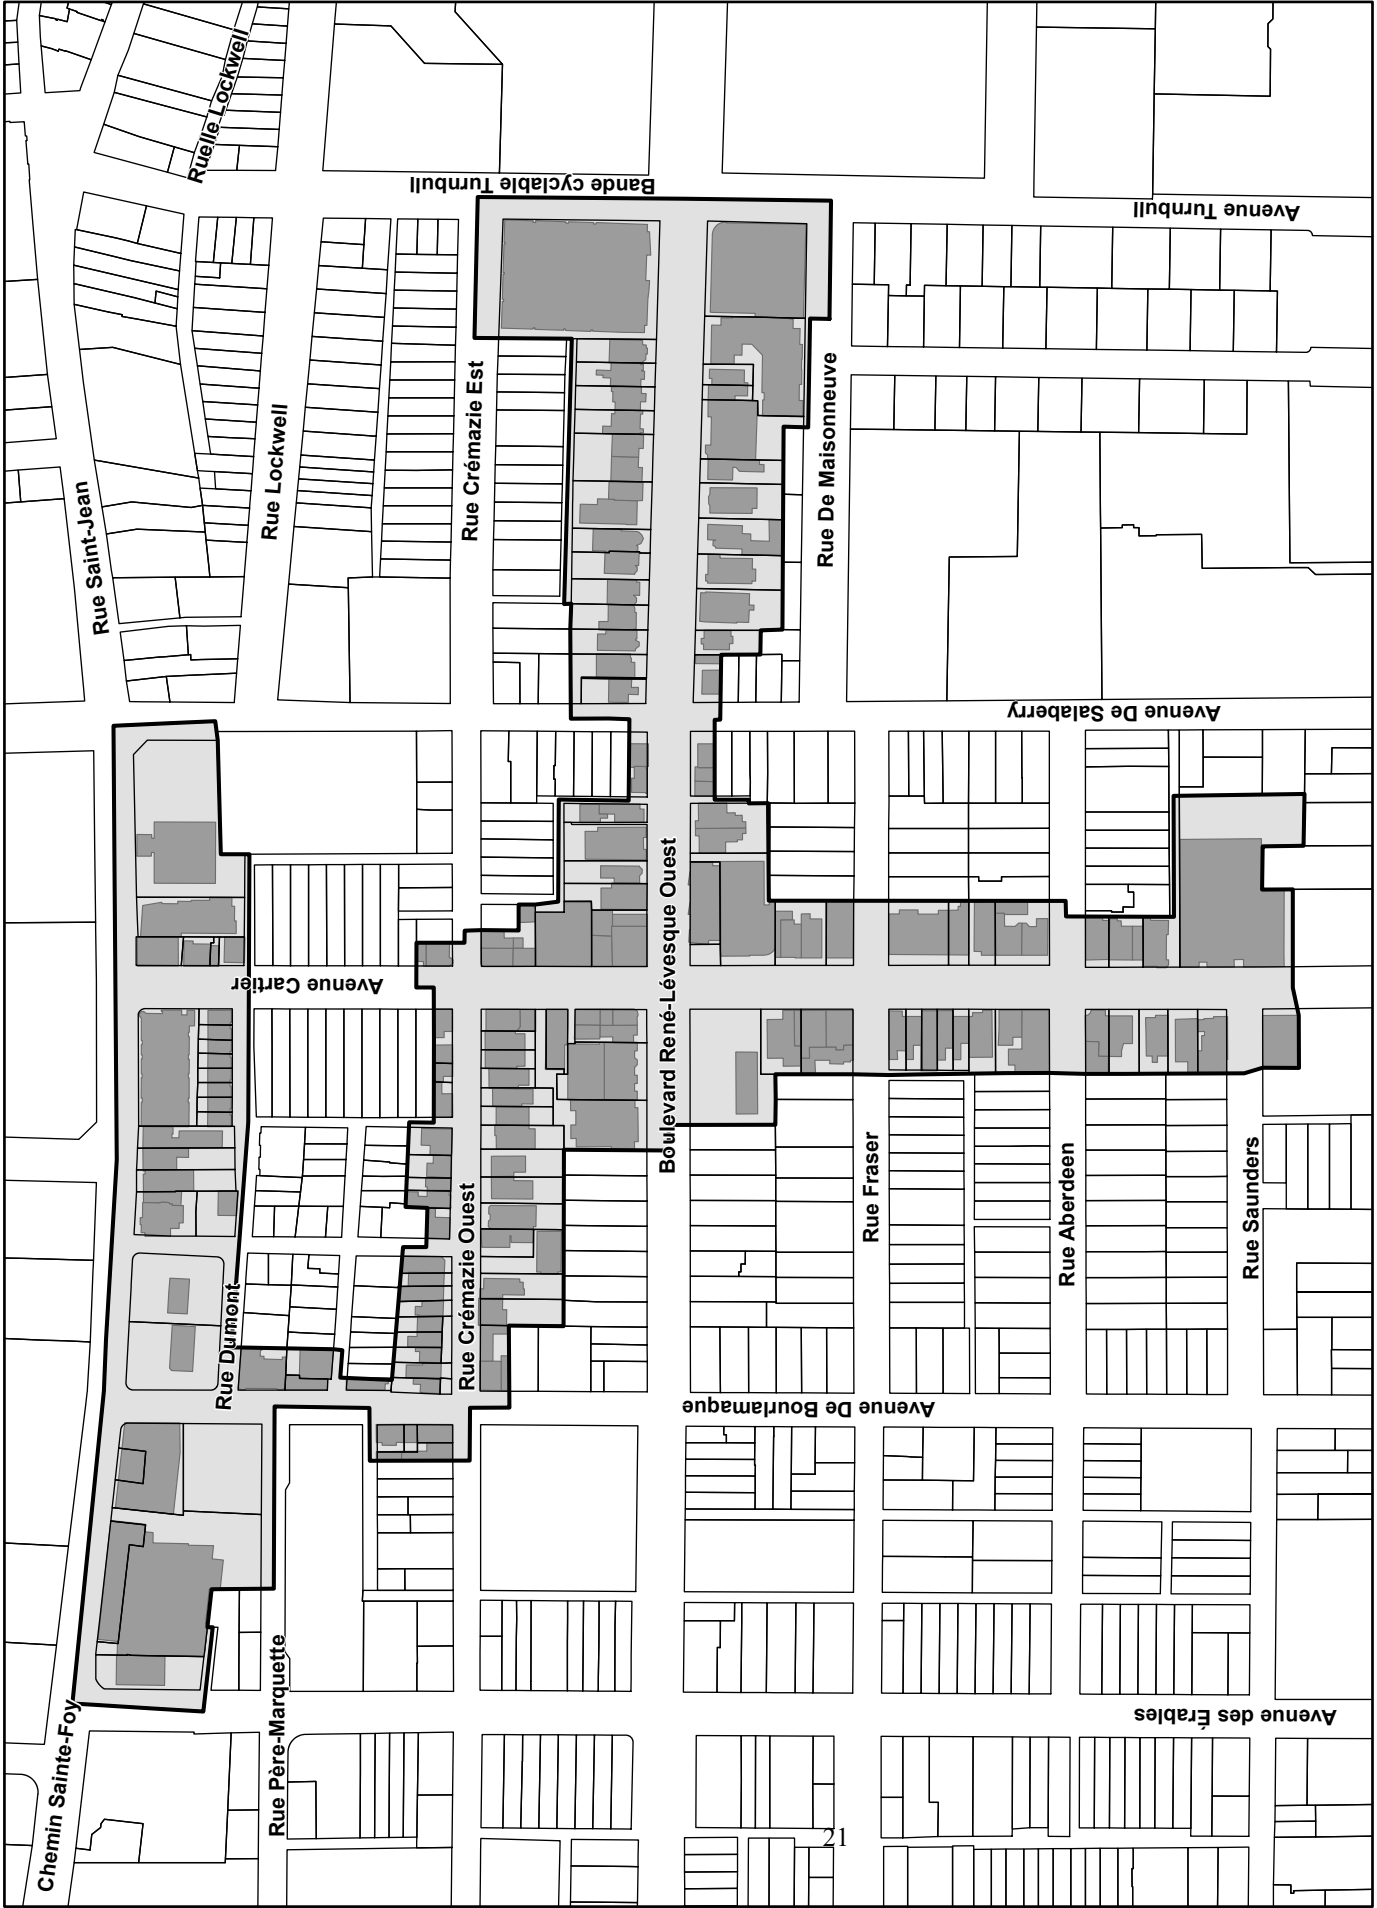 Ruelle Lockwell
Bande cyclable Turnbull
Avenue Turnbull
Rue Saint-Jean
Rue Lockwell
Rue Crémazie Est
Rue De Maisonneuve
Avenue De Salaberry
Avenue Cartier
Boulevard René-Lévesque Ouest
Rue Dumont
Rue Crémazie Ouest
Rue Fraser
Rue Aberdeen
Rue Saunders
Avenue De Bourlamaque
Chemin Sainte-Foy
Rue Père-Marquette
Avenue des Érables
21